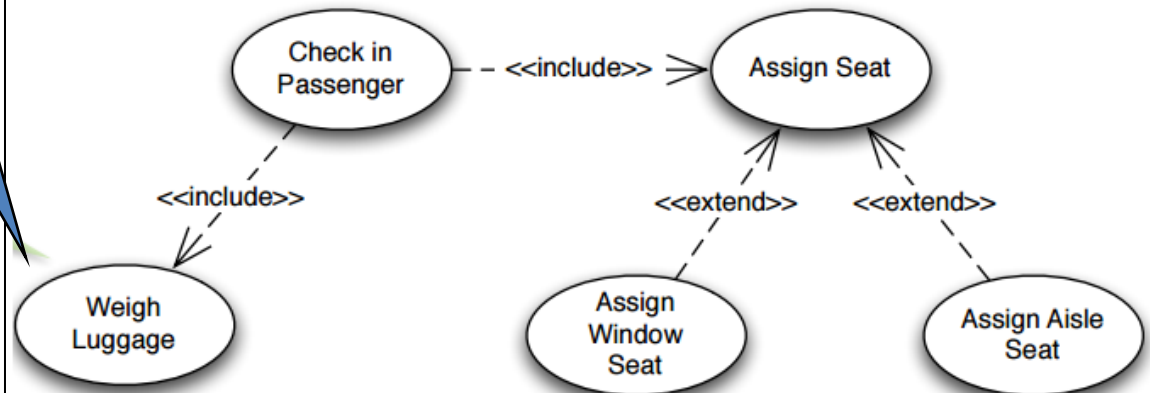 Check in
Passenger
<<include>>
Assign Seat
<<include>>
<<extend>>
<<extend>>
Weigh
Luggage
Assign
Window
Seat
Assign Aisle
Seat